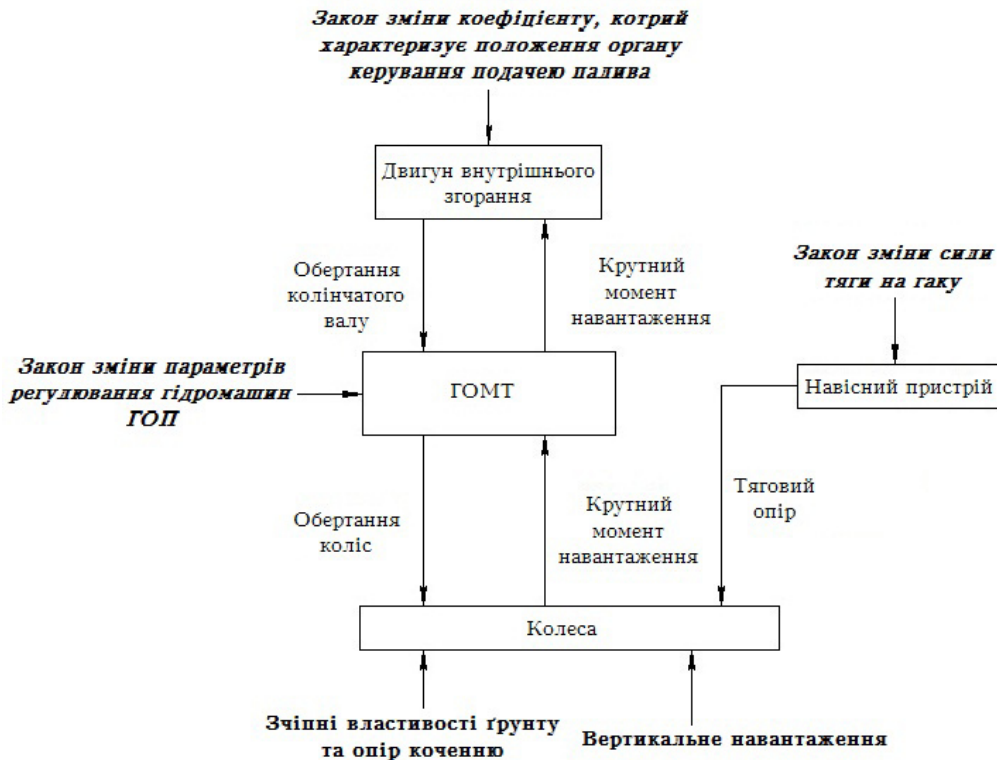 Закон зміни коефіцієнту, котрий
характеризує положення органу
керування подачею палива
Двигун внутрішнього
згорання
Обертання
колінчатого
валу
Крутний
момент
навантаження
Закон зміни сили
тяги на гаку
Закон зміни параметрів
регулювання гідромашин
ГОП
ГОМТ
Навісний пристрій
Обертання
коліс
Крутний
момент
навантаження
Тяговий
опір
Колеса
Зчіпні властивості ґрунту
та опір коченню
Вертикальне навантаження